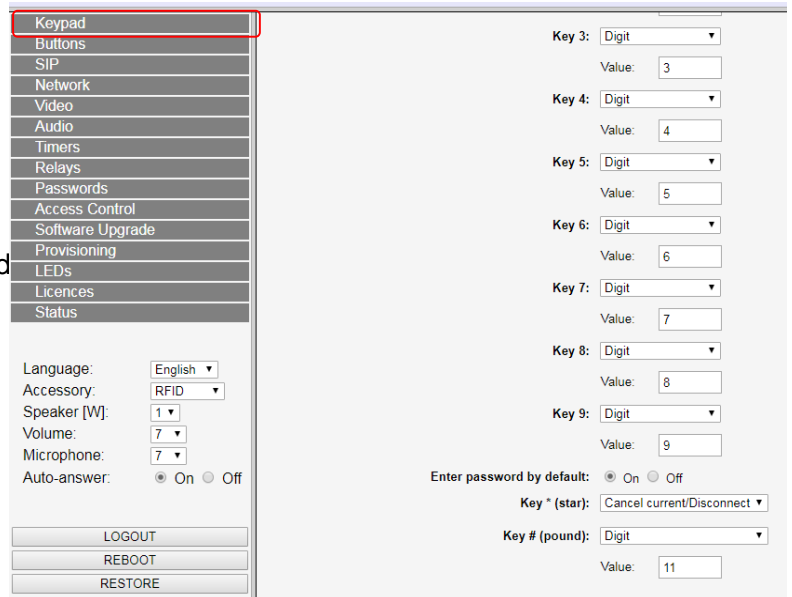 Keypad
Buttons
SIP
Network
Video
Audio
Timers
Relays
Passwords
Access Control
Software Upgrade
Provisioning
d
LEDs
Licences
Status
Language: English
Accessory: RFID
Speaker [W]: 1
Volume: 7
Microphone: 7
Auto-answer: On Off
LOGOUT
REBOOT
RESTORE
Key 3: Digit
Value: 3
Key 4: Digit
Value: 4
Key 5: Digit
Value: 5
Key 6: Digit
Value: 6
Key 7: Digit
Value: 7
Key 8: Digit
Value: 8
Key 9: Digit
Value: 9
Enter password by default: On Off
Key * (star): Cancel current/Disconnect
Key # (pound): Digit
Value: 11